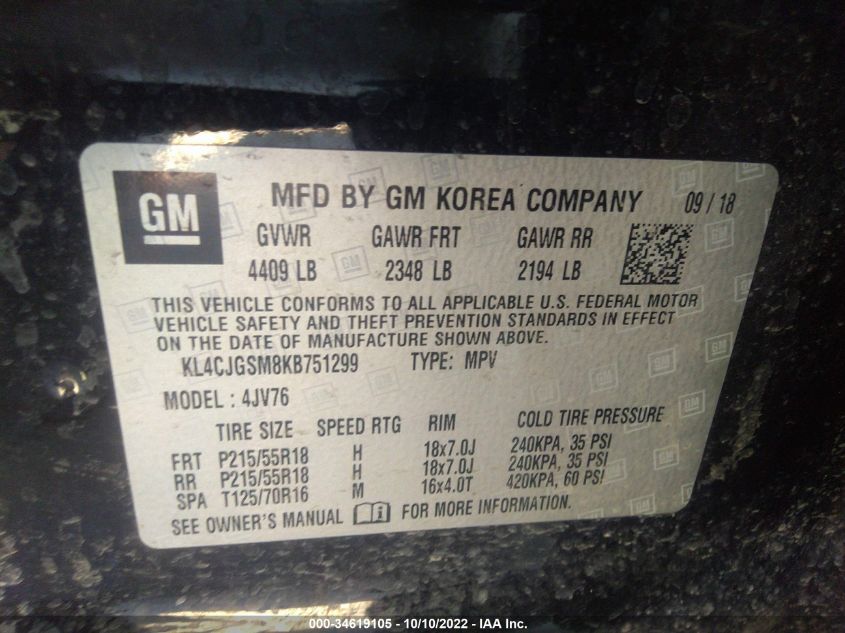 GM
MFD BY GM KOREA COMPANY 09 / 18
GVWR GAWR FRT GAWR RR
4409 LB 2348 LB 2194 LB
THIS VEHICLE CONFORMS TO ALL APPLICABLE U.S. FEDERAL MOTOR
VEHICLE SAFETY AND THEFT PREVENTION STANDARDS IN EFFECT
ON THE DATE OF MANUFACTURE SHOWN ABOVE.
KL4CJGSM8KB751299 TYPE: MPV
MODEL : 4JV76
TIRE SIZE SPEED RTG RIM COLD TIRE PRESSURE
FRT P215/55R18 H 18x7.0J 240KPA, 35 PSI
RR P215/55R18 H 18x7.0J 240KPA, 35 PSI
SPA T125/70R16 M 16x4.0T 420KPA, 60 PSI
SEE OWNER'S MANUAL FOR MORE INFORMATION.
000-34619105 - 10/10/2022 - IAA Inc.